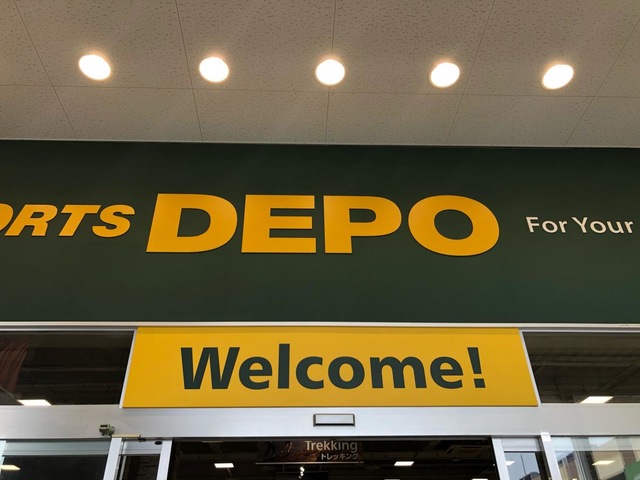 ORTS DEPO For Your
Welcome!
Trekking
トレッキング